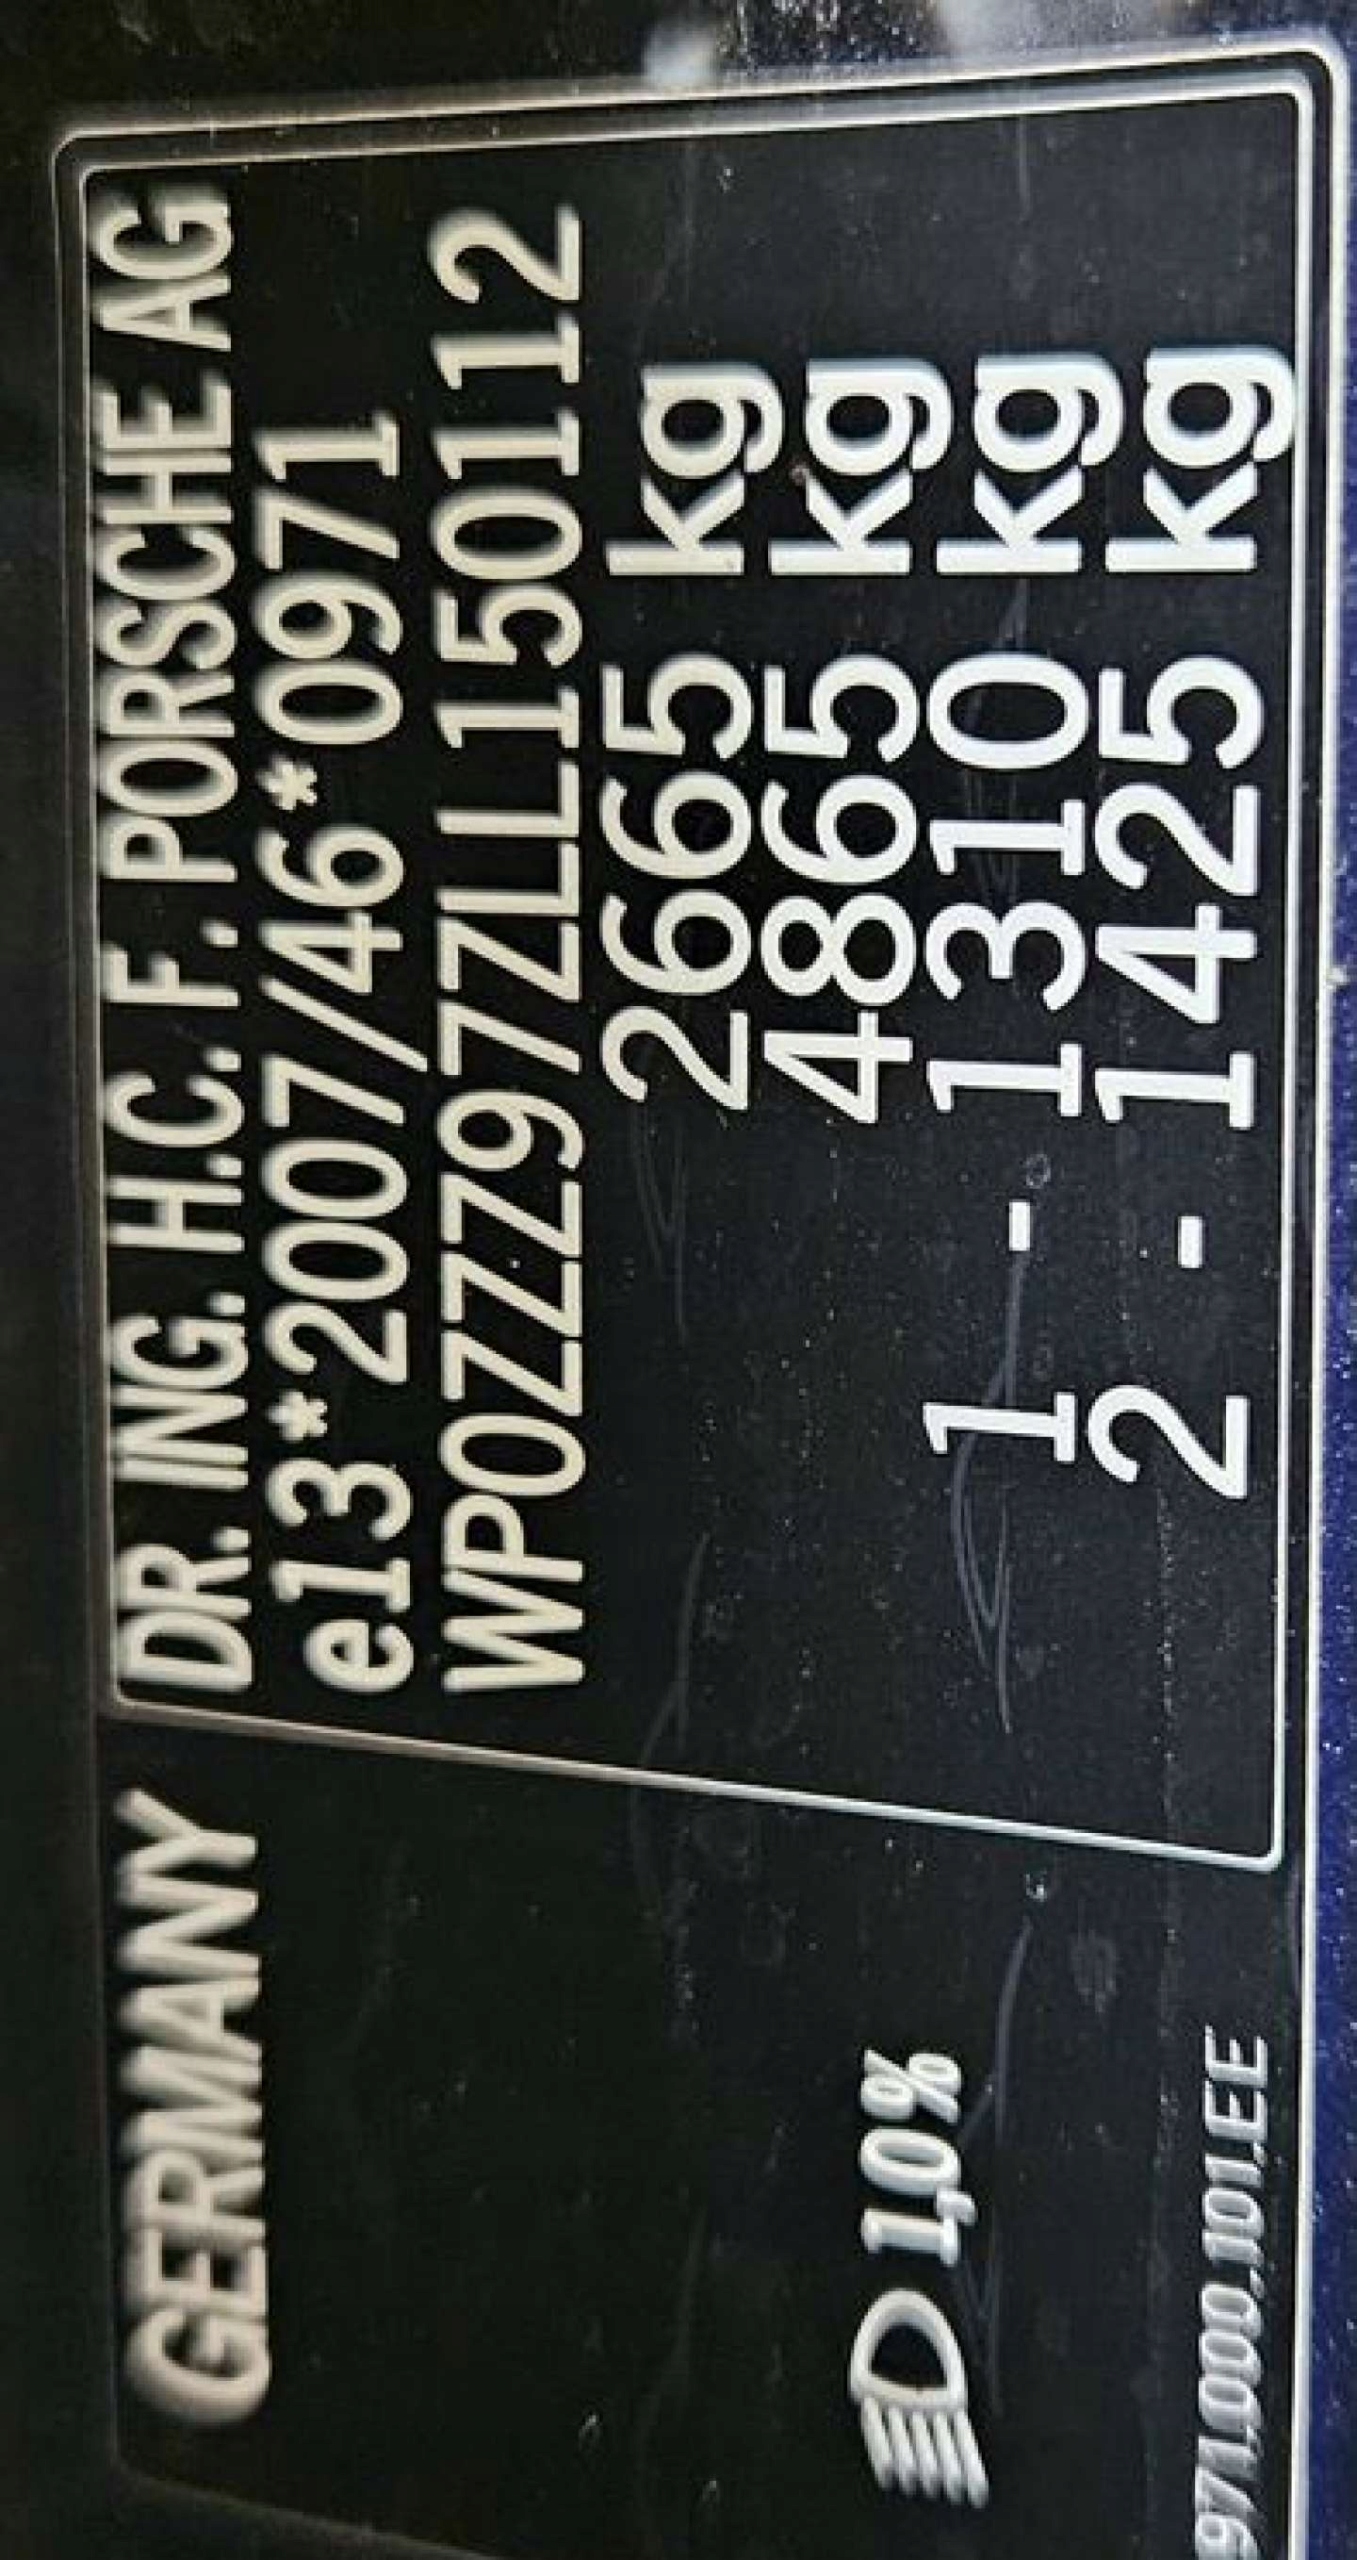 GERMANY
DR. ING. H.C. F. PORSCHE AG
e13*2007/46*0971
WP0ZZZ97ZLL150112
2665 kg
4865 kg
1 - 1310 kg
2 - 1425 kg
1,0%
971.000.101.EE